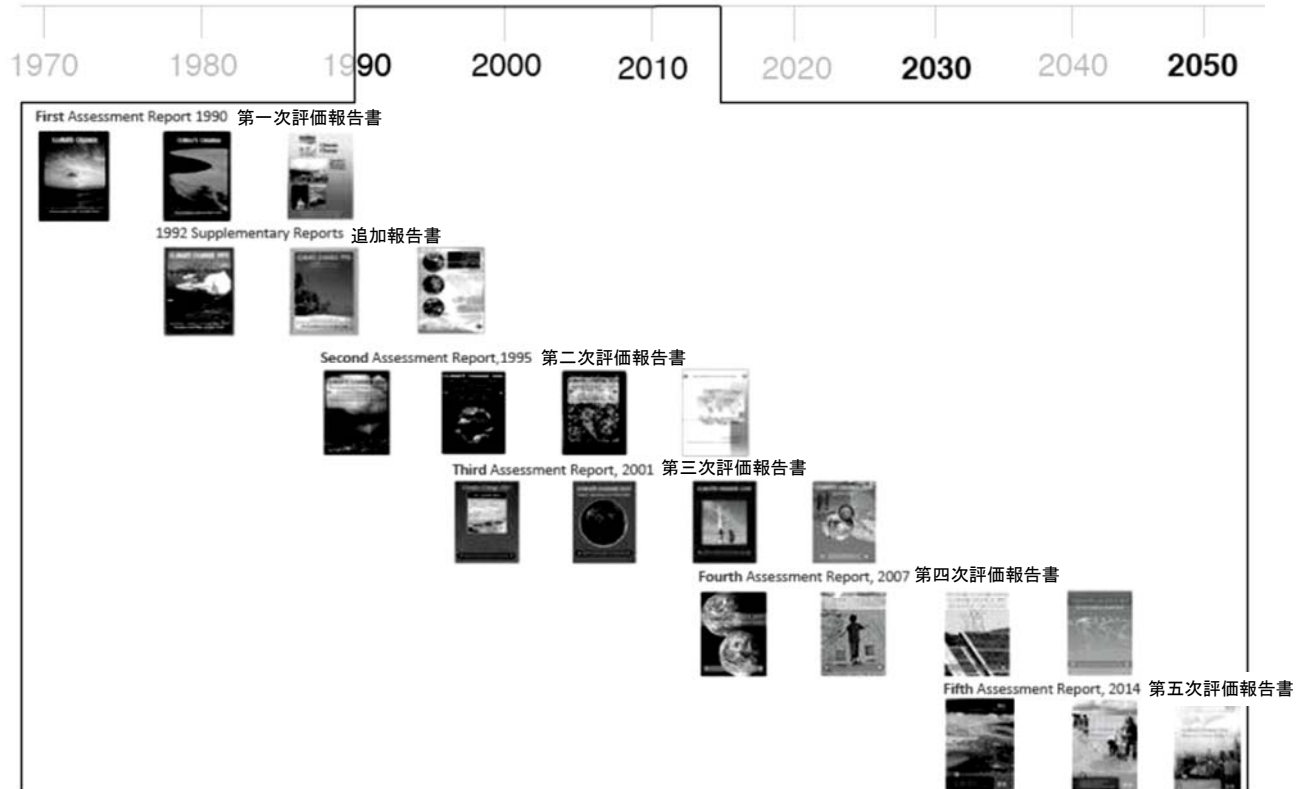 1970 1980 1990 2000 2010 2020 2030 2040 2050
First Assessment Report 1990 第一次評価報告書
CLIMATE CHANGE
1992 Supplementary Reports 追加報告書
Second Assessment Report,1995 第二次評価報告書
Third Assessment Report, 2001 第三次評価報告書
Fourth Assessment Report, 2007 第四次評価報告書
Fifth Assessment Report, 2014 第五次評価報告書